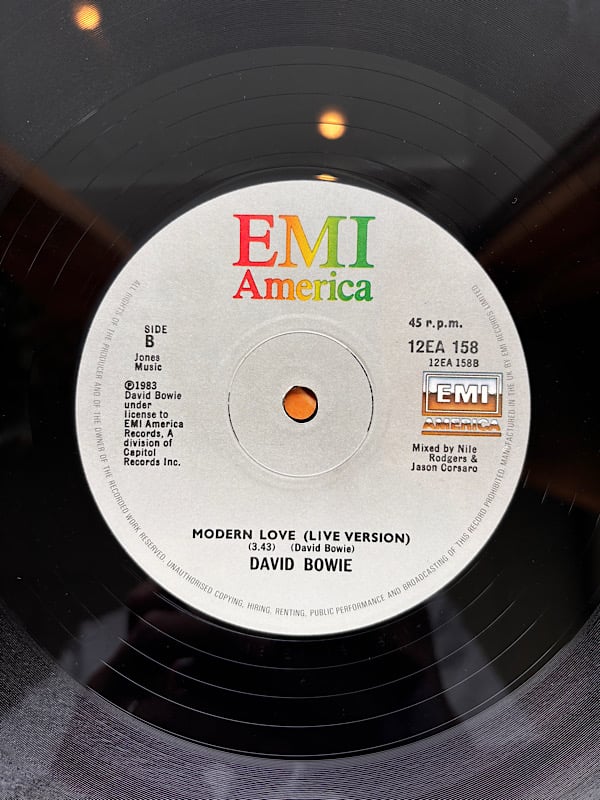 EMI
America
SIDE
B
Jones
Music
℗1983
David Bowie
under
license to
EMI America
Records, A
division of
Capitol
Records Inc.
45 r.p.m.
12EA 158
12EA 158B
EMI
AMERICA
Mixed by Nile
Rodgers &
Jason Corsaro
MODERN LOVE (LIVE VERSION)
(3.43) (David Bowie)
DAVID BOWIE
ALL RIGHTS OF THE PRODUCER AND OF THE OWNER OF THE RECORDED WORK RESERVED. UNAUTHORISED COPYING, HIRING, RENTING, PUBLIC PERFORMANCE AND BROADCASTING OF THIS RECORD PROHIBITED. MANUFACTURED IN THE UK BY EMI RECORDS LIMITED